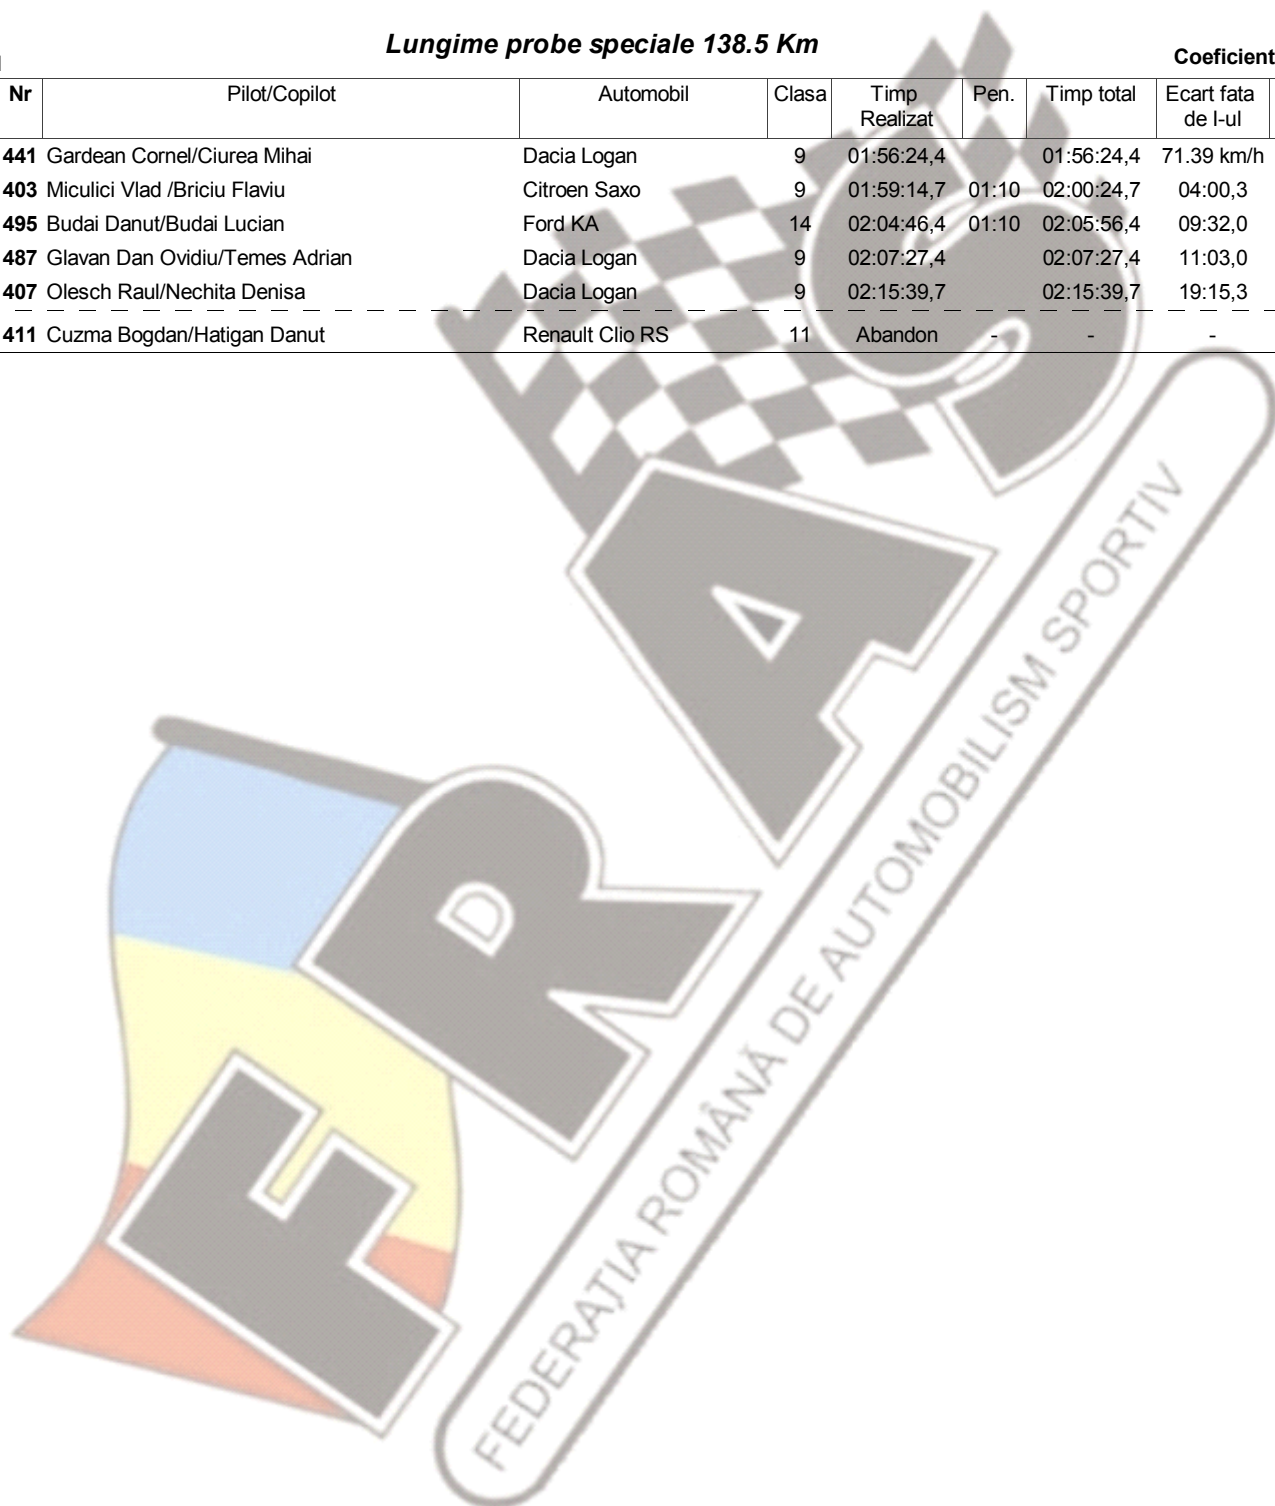 Lungime probe speciale 138.5 Km
Coeficient
Nr Pilot/Copilot Automobil Clasa Timp Realizat Pen. Timp total Ecart fata de I-ul
441 Gardean Cornel/Ciurea Mihai Dacia Logan 9 01:56:24,4 01:56:24,4 71.39 km/h
403 Miculici Vlad /Briciu Flaviu Citroen Saxo 9 01:59:14,7 01:10 02:00:24,7 04:00,3
495 Budai Danut/Budai Lucian Ford KA 14 02:04:46,4 01:10 02:05:56,4 09:32,0
487 Glavan Dan Ovidiu/Temes Adrian Dacia Logan 9 02:07:27,4 02:07:27,4 11:03,0
407 Olesch Raul/Nechita Denisa Dacia Logan 9 02:15:39,7 02:15:39,7 19:15,3
411 Cuzma Bogdan/Hatigan Danut Renault Clio RS 11 Abandon - - -
FRAS
FEDERAȚIA ROMÂNĂ DE AUTOMOBILISM SPORTIV